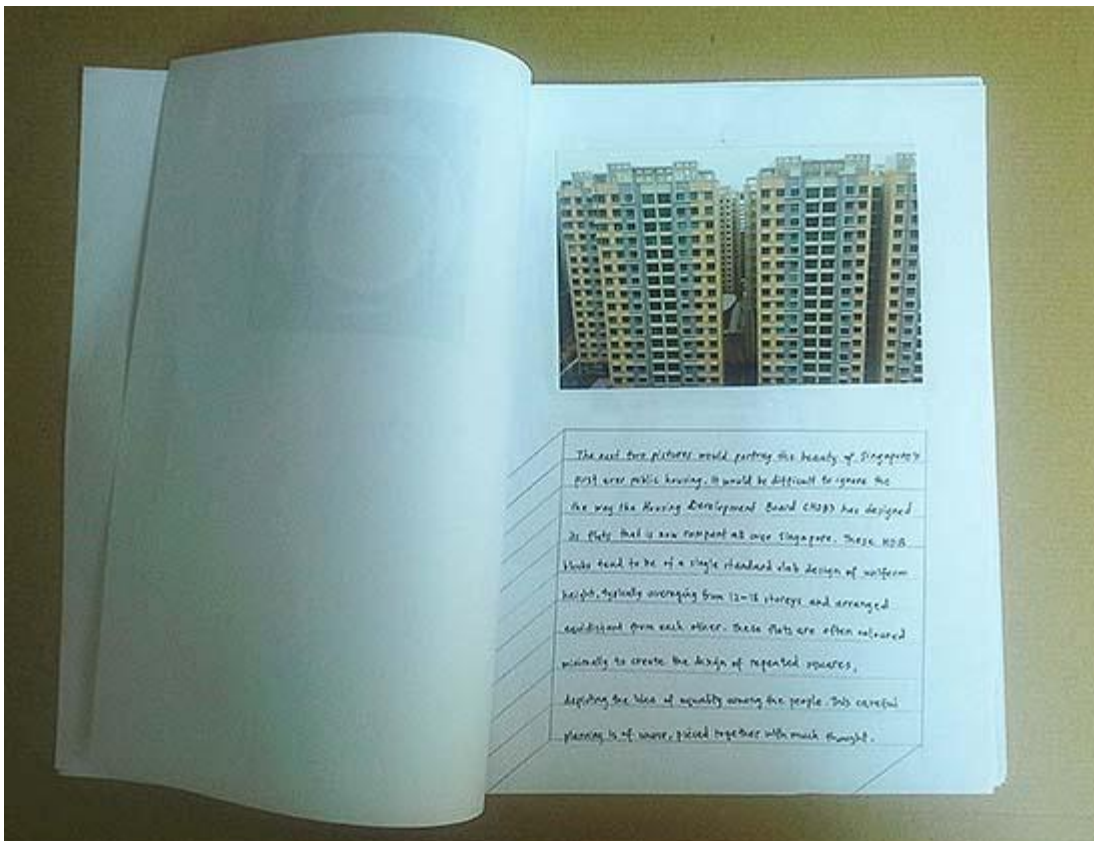 The next two pictures would portray the beauty of Singapore's
first ever public housing. It would be difficult to ignore the
the way the Housing Development Board (HDB) has designed
its flats that is now rampant all over Singapore. These HDB
blocks tend to be of a single standard slab design of uniform
height, typically averaging from 12-18 storeys and arranged
equidistant from each other. These flats are often coloured
minimally to create the design of repeated squares,
depicting the idea of equality among the people. This careful
planning is of course, pieced together with much thought.